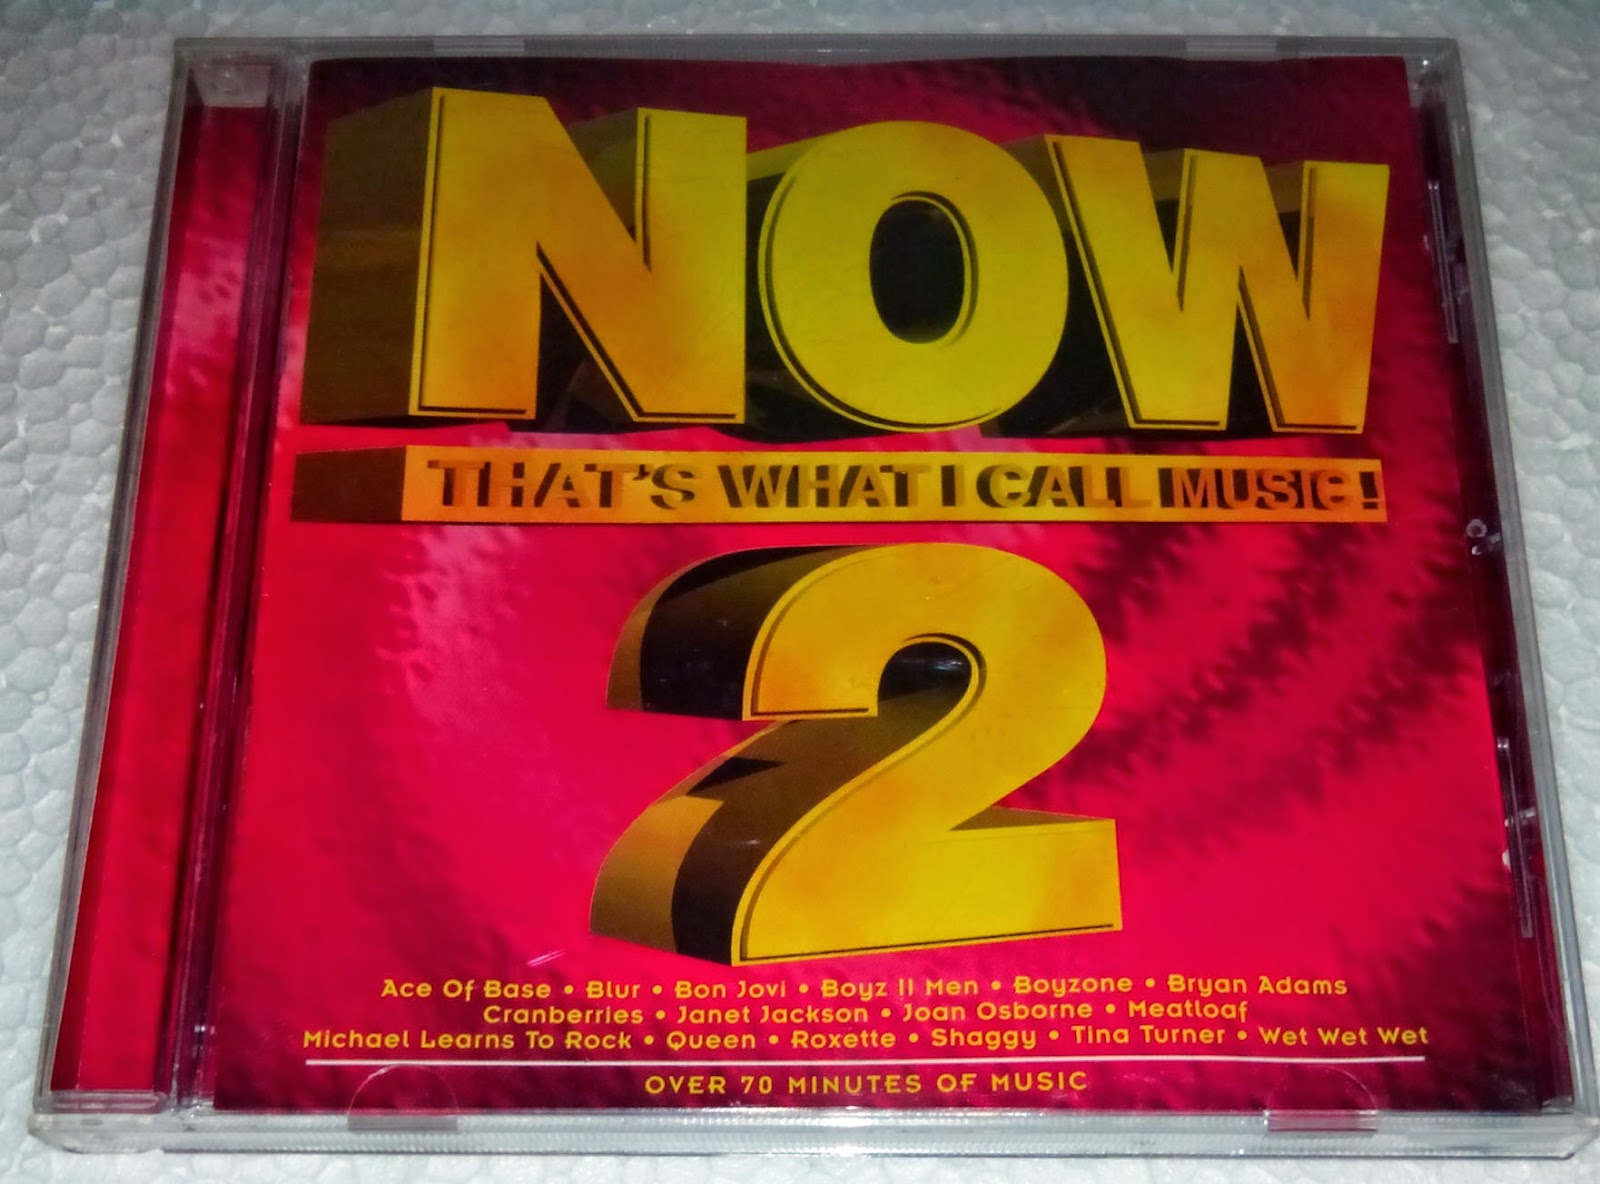 NOW
THAT'S WHAT I CALL MUSIC!
2
Ace Of Base • Blur • Bon Jovi • Boyz II Men • Boyzone • Bryan Adams
Cranberries • Janet Jackson • Joan Osborne • Meatloaf
Michael Learns To Rock • Queen • Roxette • Shaggy • Tina Turner • Wet Wet Wet
OVER 70 MINUTES OF MUSIC